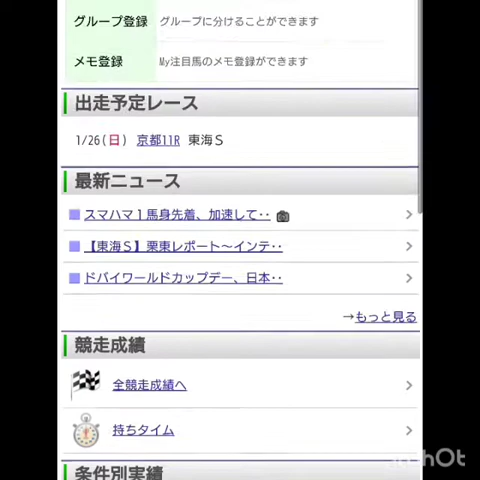 グループ登録 グループに分けることができます
メモ登録 My注目馬のメモ登録ができます
出走予定レース
1/26(日) 京都11R 東海S
最新ニュース
スマハマ1馬身先着、加速して‥
【東海S】栗東レポート～インテ‥
ドバイワールドカップデー、日本‥
→もっと見る
競走成績
全競走成績へ
持ちタイム
条件別実績